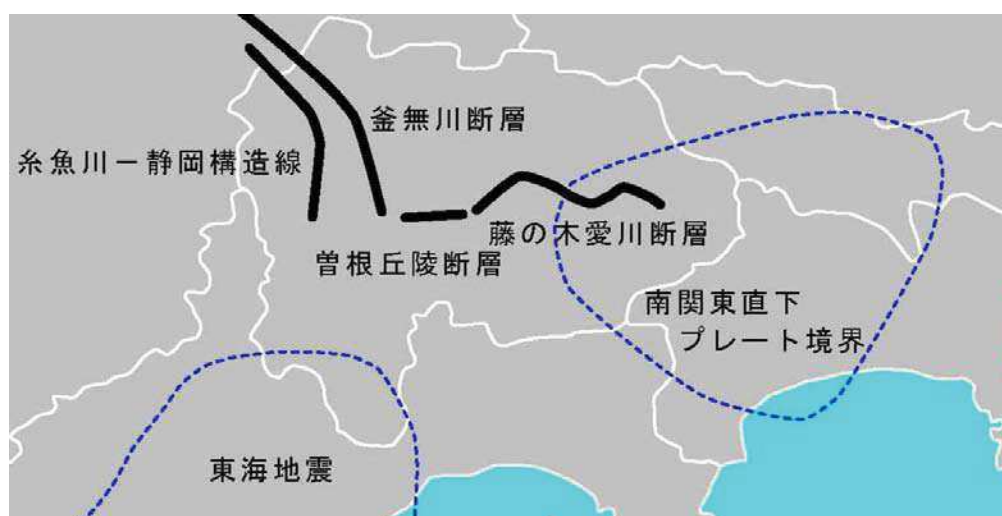 釜無川断層
糸魚川－静岡構造線
藤の木愛川断層
曽根丘陵断層
南関東直下
プレート境界
東海地震